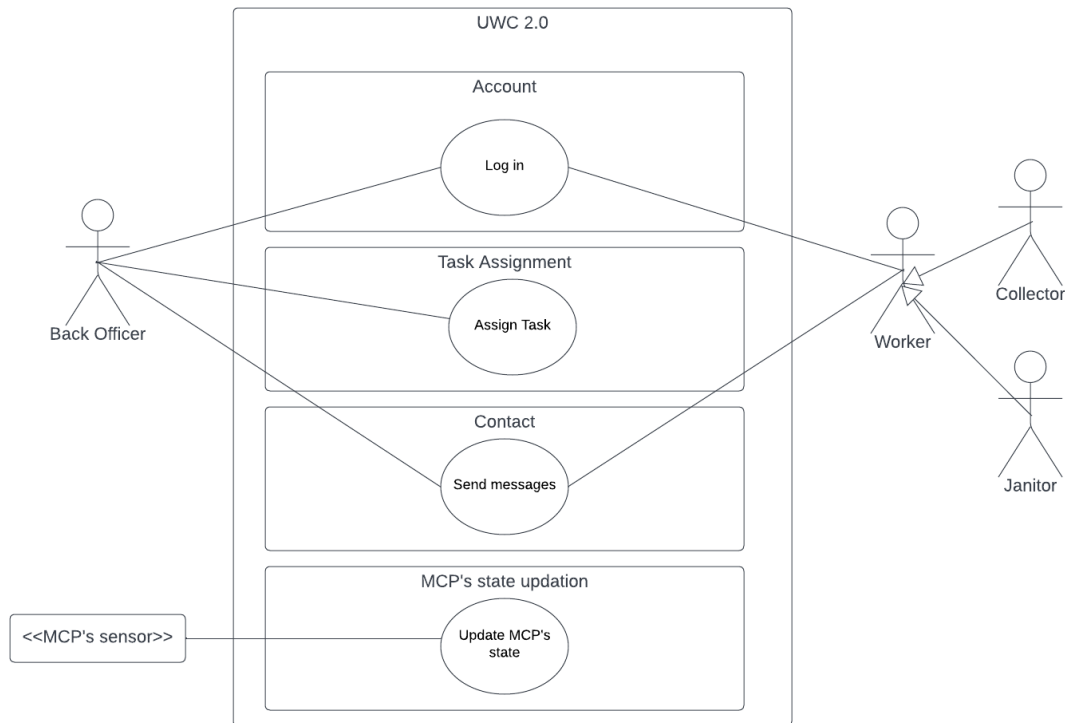 UWC 2.0
Account
Log in
Task Assignment
Assign Task
Back Officer
Worker
Collector
Contact
Send messages
Janitor
MCP's state updation
<<MCP's sensor>>
Update MCP's
state